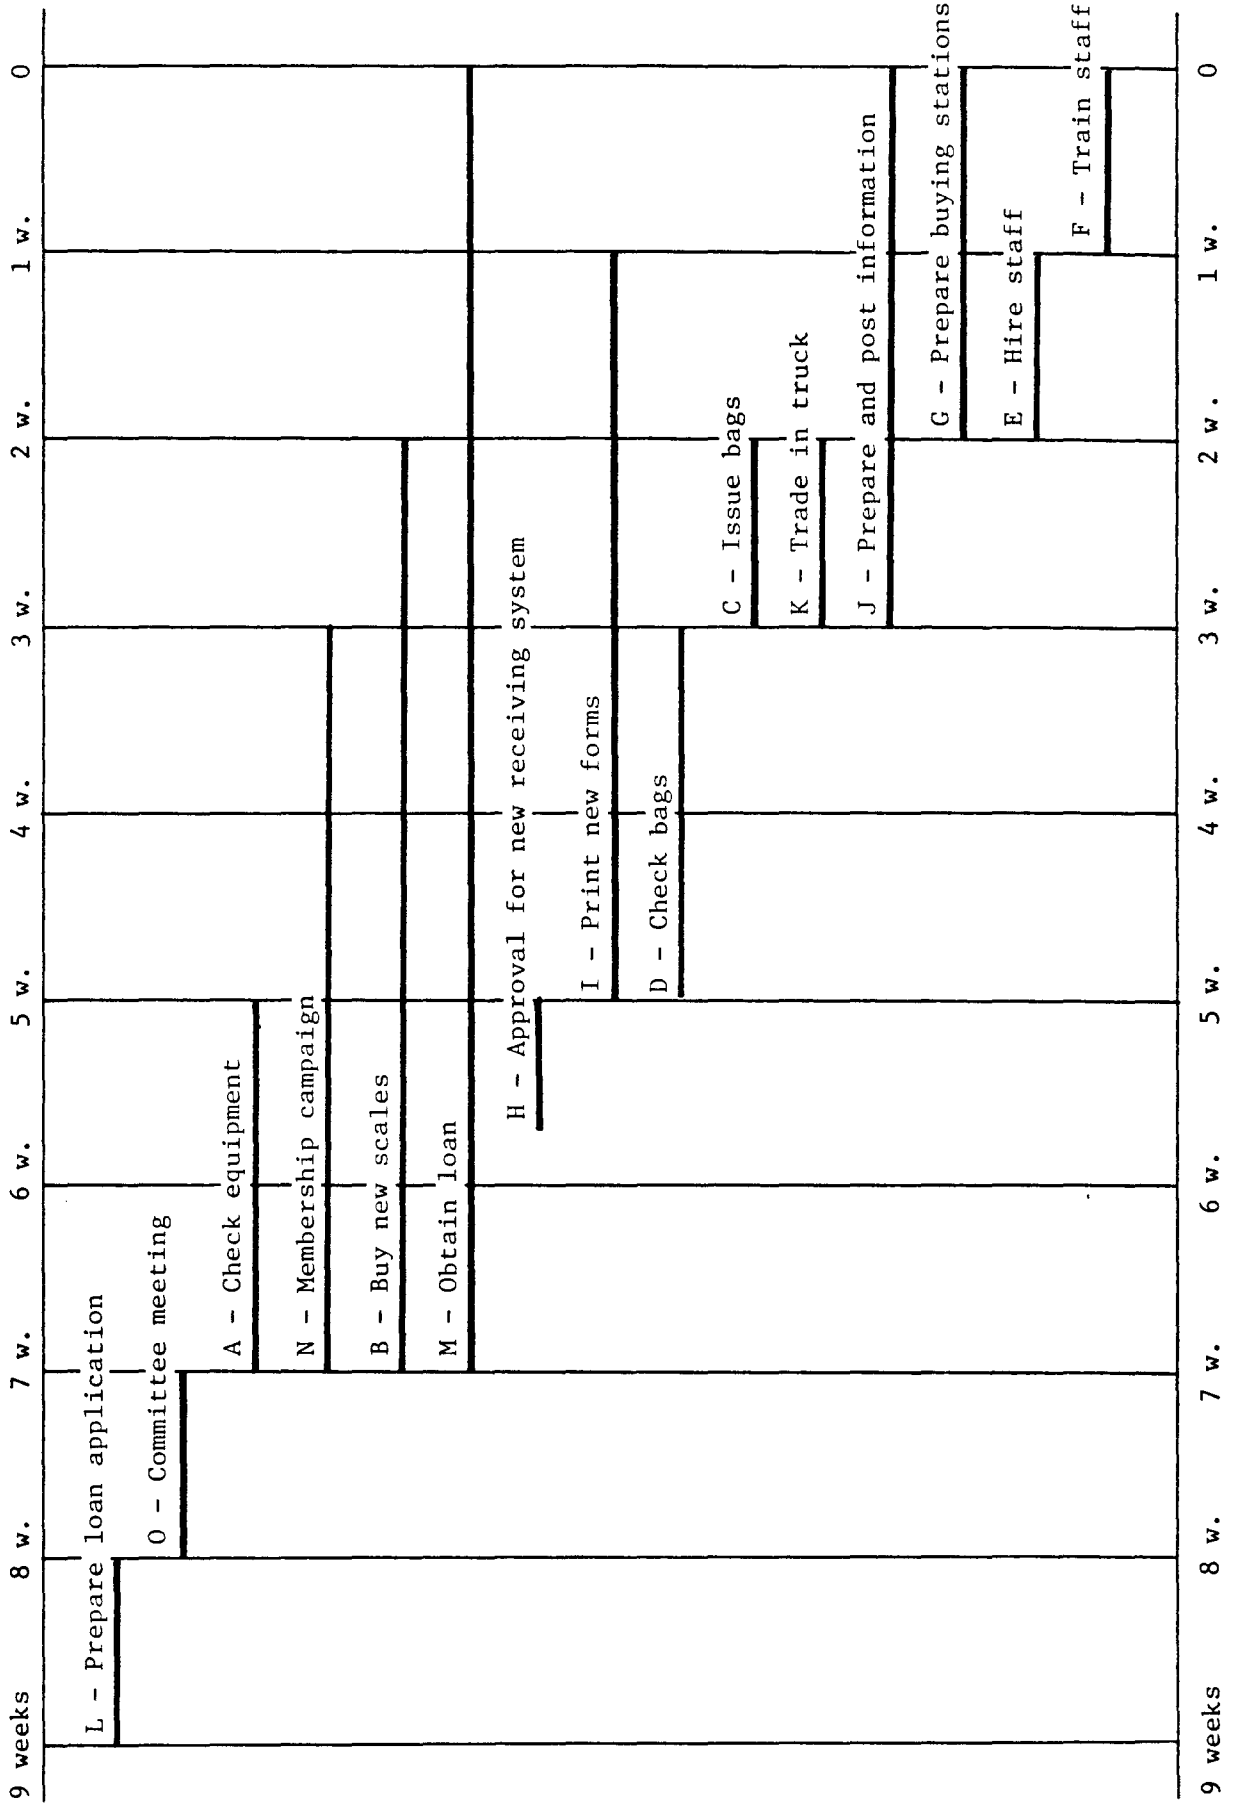 9 weeks 8 w. 7 w. 6 w. 5 w. 4 w. 3 w. 2 w. 1 w. 0
L - Prepare loan application
O - Committee meeting
A - Check equipment
N - Membership campaign
B - Buy new scales
M - Obtain loan
H - Approval for new receiving system
I - Print new forms
D - Check bags
C - Issue bags
K - Trade in truck
J - Prepare and post information
G - Prepare buying stations
E - Hire staff
F - Train staff
9 weeks 8 w. 7 w. 6 w. 5 w. 4 w. 3 w. 2 w. 1 w. 0